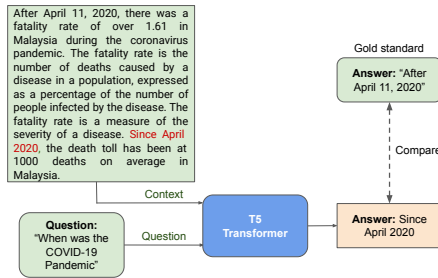 After April 11, 2020, there was a
fatality rate of over 1.61 in
Malaysia during the coronavirus
pandemic. The fatality rate is the
number of deaths caused by a
disease in a population, expressed
as a percentage of the number of
people infected by the disease. The
fatality rate is a measure of the
severity of a disease. Since April
2020, the death toll has been at
1000 deaths on average in
Malaysia.
Gold standard
Answer: "After
April 11, 2020"
Compare
Context
Question:
"When was the
COVID-19
Pandemic"
Question
T5
Transformer
Answer: Since
April 2020